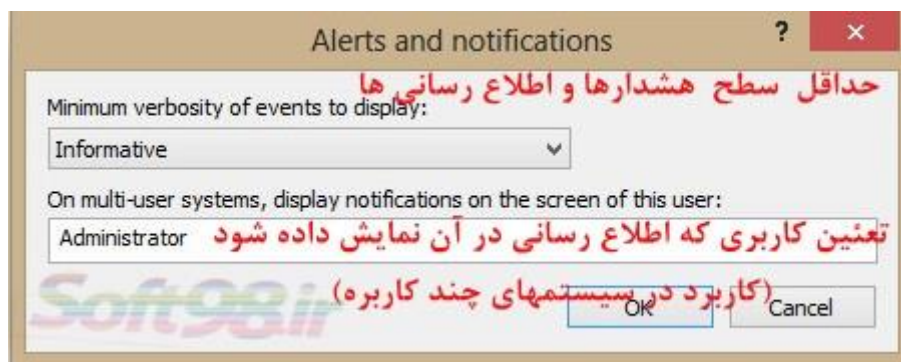 Alerts and notifications
? ×
حداقل سطح هشدارها و اطلاع رسانی ها
Minimum verbosity of events to display:
Informative
On multi-user systems, display notifications on the screen of this user:
Administrator تعئین کاربری که اطلاع رسانی در آن نمایش داده شود
(کاربرد در سیستمهای چند کاربره)
OK Cancel
Soft98.ir